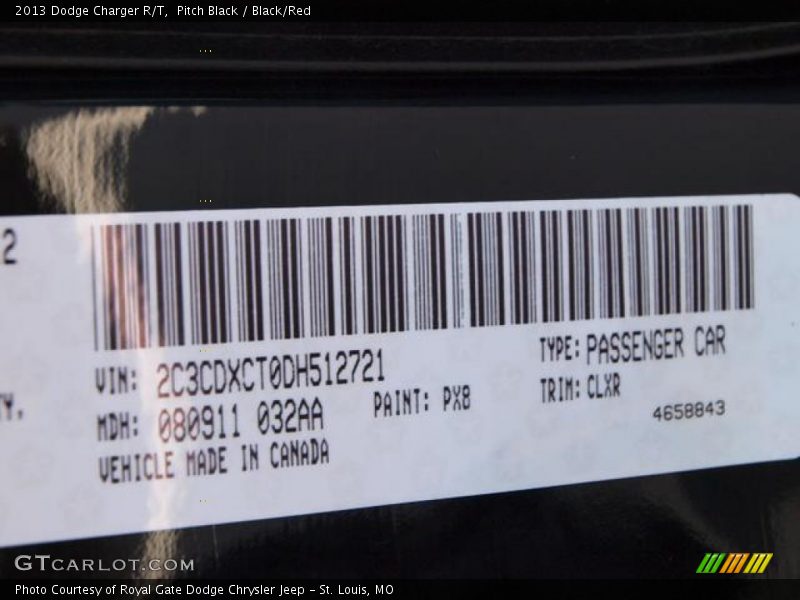 2013 Dodge Charger R/T, Pitch Black / Black/Red
2
VIN: 2C3CDXCT0DH512721
TYPE: PASSENGER CAR
MDH: 080911 032AA
PAINT: PX8
TRIM: CLXR
VEHICLE MADE IN CANADA
4658843
GTCARLOT.COM
Photo Courtesy of Royal Gate Dodge Chrysler Jeep - St. Louis, MO